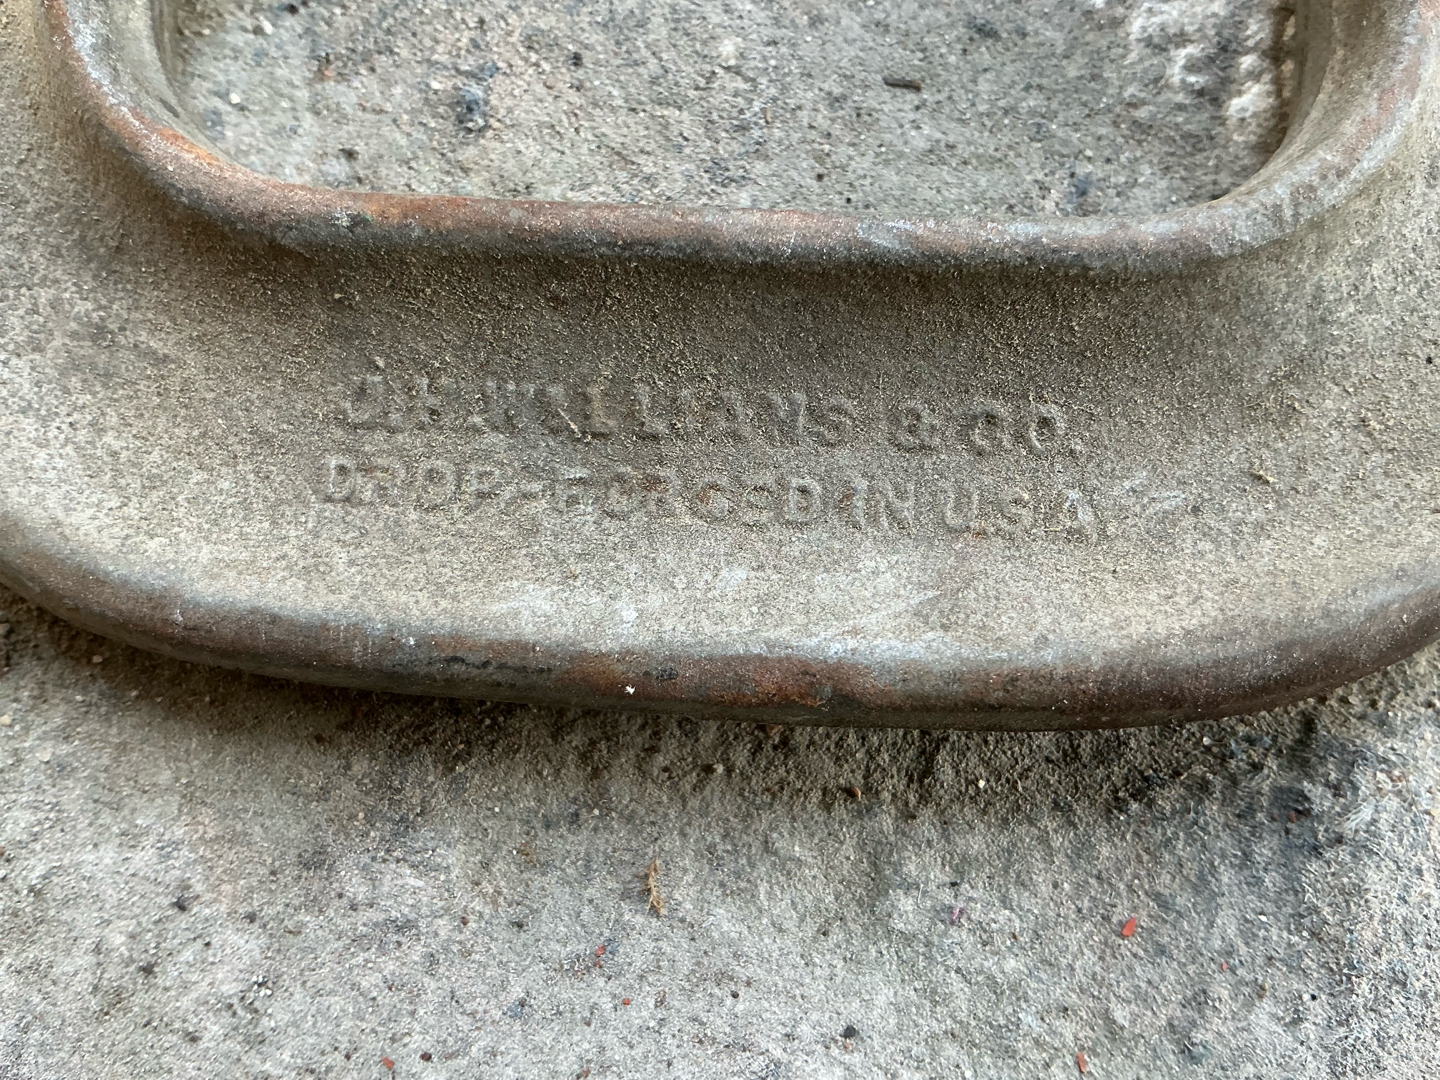 J.H. WILLIAMS & CO.
DROP-FORGED IN U.S.A.